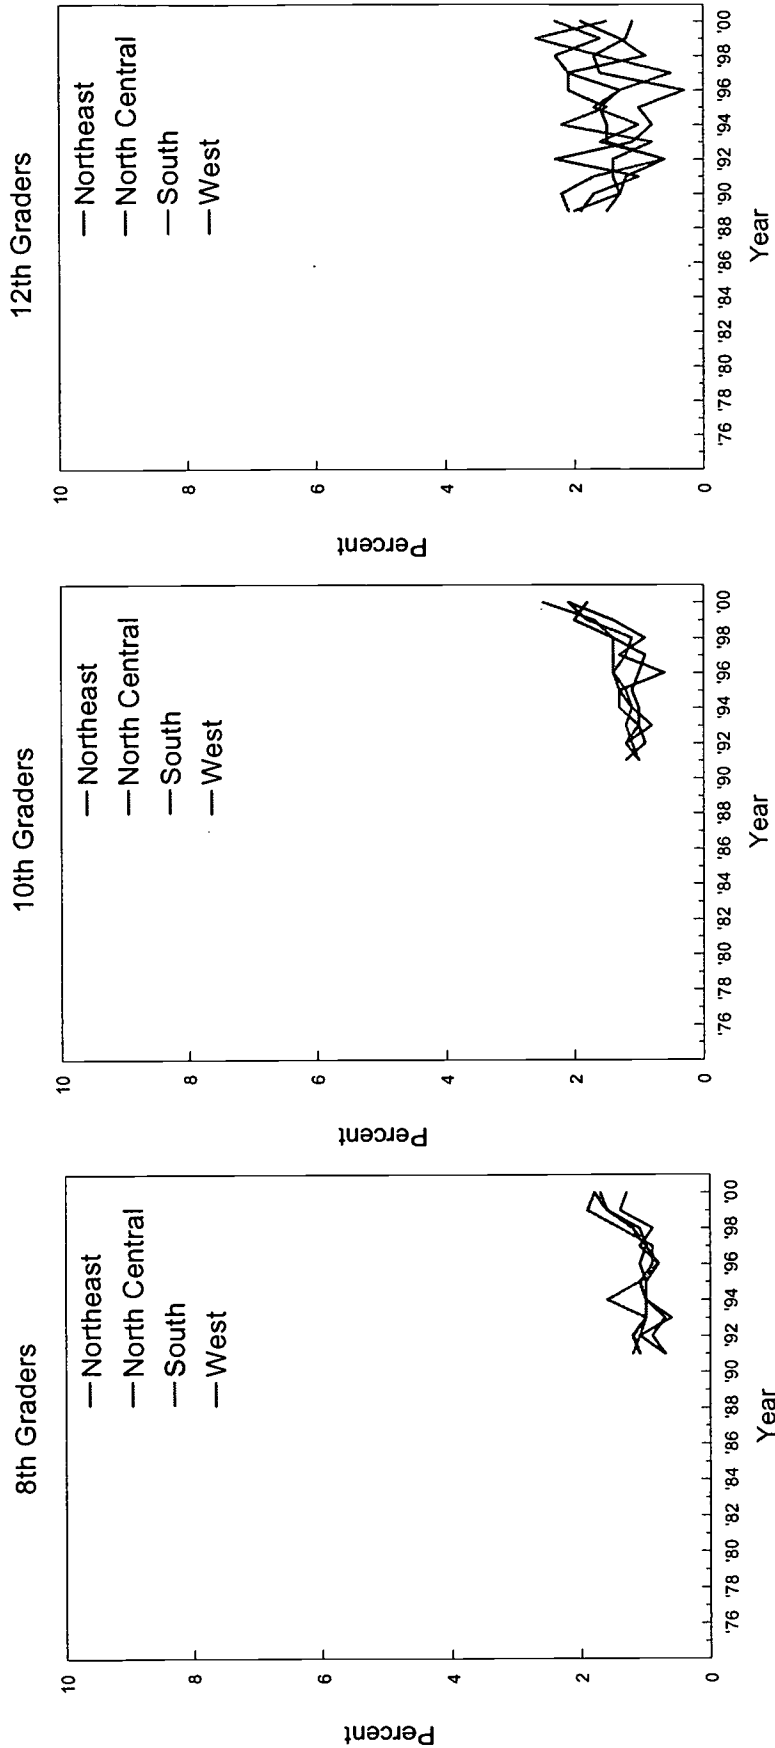 8th Graders
Northeast
North Central
South
West
Percent
10
8
6
4
2
0
'76 '78 '80 '82 '84 '86 '88 '90 '92 '94 '96 '98 '00
Year
10th Graders
Northeast
North Central
South
West
Percent
10
8
6
4
2
0
'76 '78 '80 '82 '84 '86 '88 '90 '92 '94 '96 '98 '00
Year
12th Graders
Northeast
North Central
South
West
Percent
10
8
6
4
2
0
'76 '78 '80 '82 '84 '86 '88 '90 '92 '94 '96 '98 '00
Year